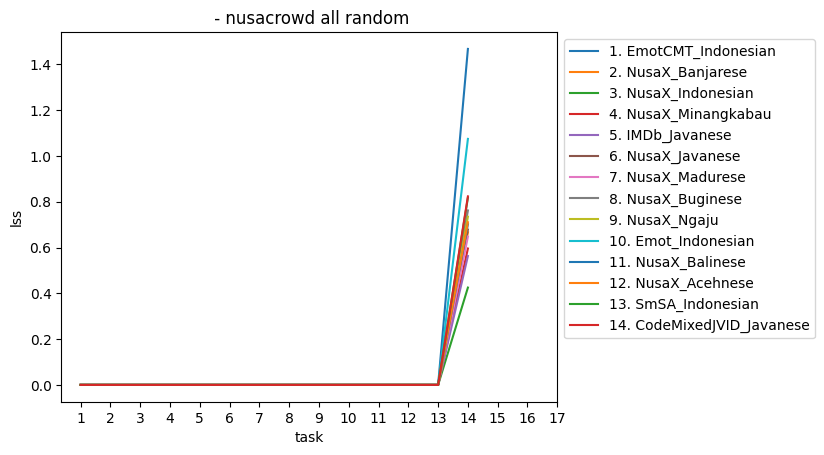 - nusacrowd all random
lss
1.4
1.2
1.0
0.8
0.6
0.4
0.2
0.0
1 2 3 4 5 6 7 8 9 10 11 12 13 14 15 16 17
task
1. EmotCMT_Indonesian
2. NusaX_Banjarese
3. NusaX_Indonesian
4. NusaX_Minangkabau
5. IMDb_Javanese
6. NusaX_Javanese
7. NusaX_Madurese
8. NusaX_Buginese
9. NusaX_Ngaju
10. Emot_Indonesian
11. NusaX_Balinese
12. NusaX_Acehnese
13. SmSA_Indonesian
14. CodeMixedJVID_Javanese